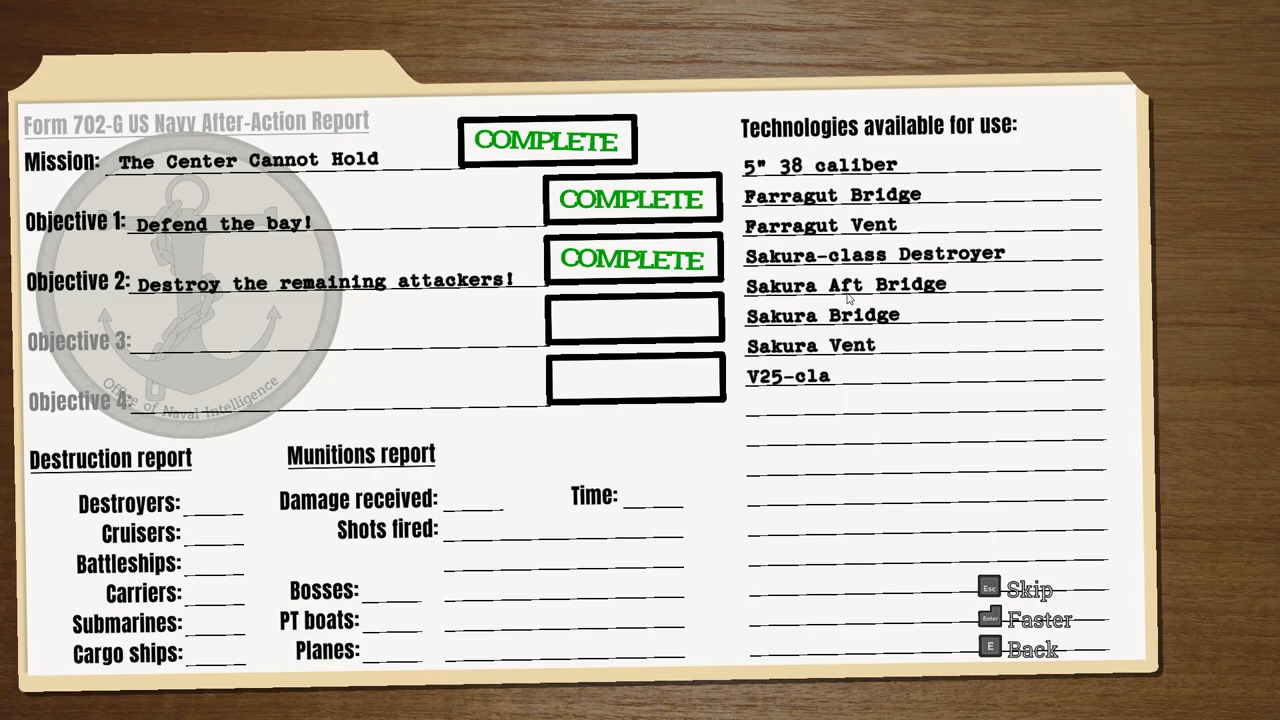 Form 702-G US Navy After-Action Report
Mission: The Center Cannot Hold
COMPLETE
Objective 1: Defend the bay!
COMPLETE
Objective 2: Destroy the remaining attackers!
COMPLETE
Objective 3:
Objective 4:
Office of Naval Intelligence
Destruction report
Destroyers:
Cruisers:
Battleships:
Carriers:
Submarines:
Cargo ships:
Munitions report
Damage received:
Time:
Shots fired:
Bosses:
PT boats:
Planes:
Technologies available for use:
5" 38 caliber
Farragut Bridge
Farragut Vent
Sakura-class Destroyer
Sakura Aft Bridge
Sakura Bridge
Sakura Vent
V25-cla
Esc Skip
Enter Faster
E Back